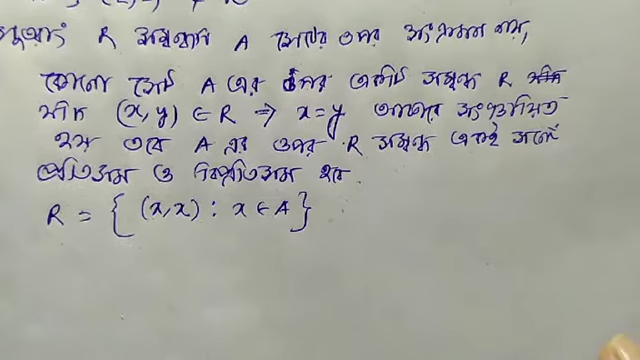 সুতরাং R সম্বন্ধটি A সেটের ওপর সংক্রমণ নয়,
কোনো সেট A এর ওপর একটি সম্বন্ধ R
যদি (x, y) ∈ R ⇒ x = y আকারে সংজ্ঞায়িত
হয় তবে A এর ওপর R সম্বন্ধ একই সঙ্গে
প্রতিসম ও বিপ্রতিসম হবে
R = { (x, x) : x ∈ A }